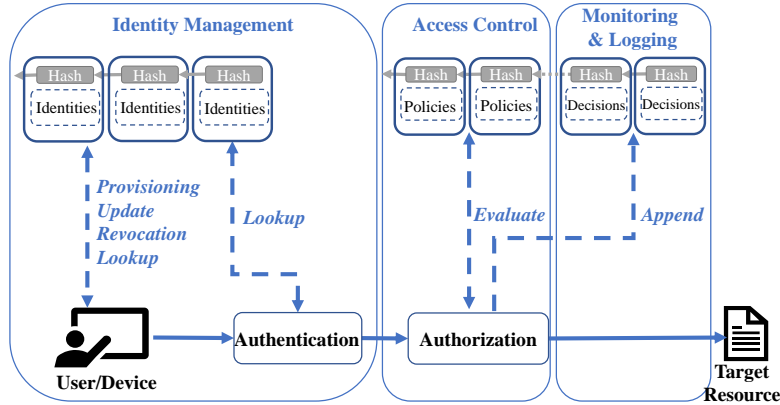 Identity Management
Access Control
Monitoring
& Logging
Hash
Hash
Hash
Hash
Hash
Hash
Hash
Identities
Identities
Identities
Policies
Policies
Decisions
Decisions
Provisioning
Update
Revocation
Lookup
Lookup
Evaluate
Append
Authentication
Authorization
User/Device
Target
Resource